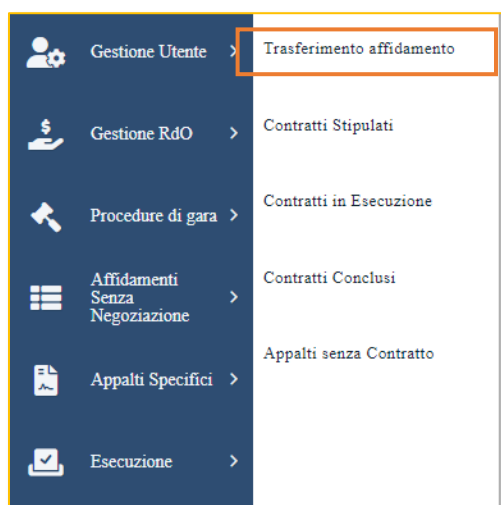 Gestione Utente
Gestione RdO
Procedure di gara
Affidamenti
Senza
Negoziazione
Appalti Specifici
Esecuzione
Trasferimento affidamento
Contratti Stipulati
Contratti in Esecuzione
Contratti Conclusi
Appalti senza Contratto